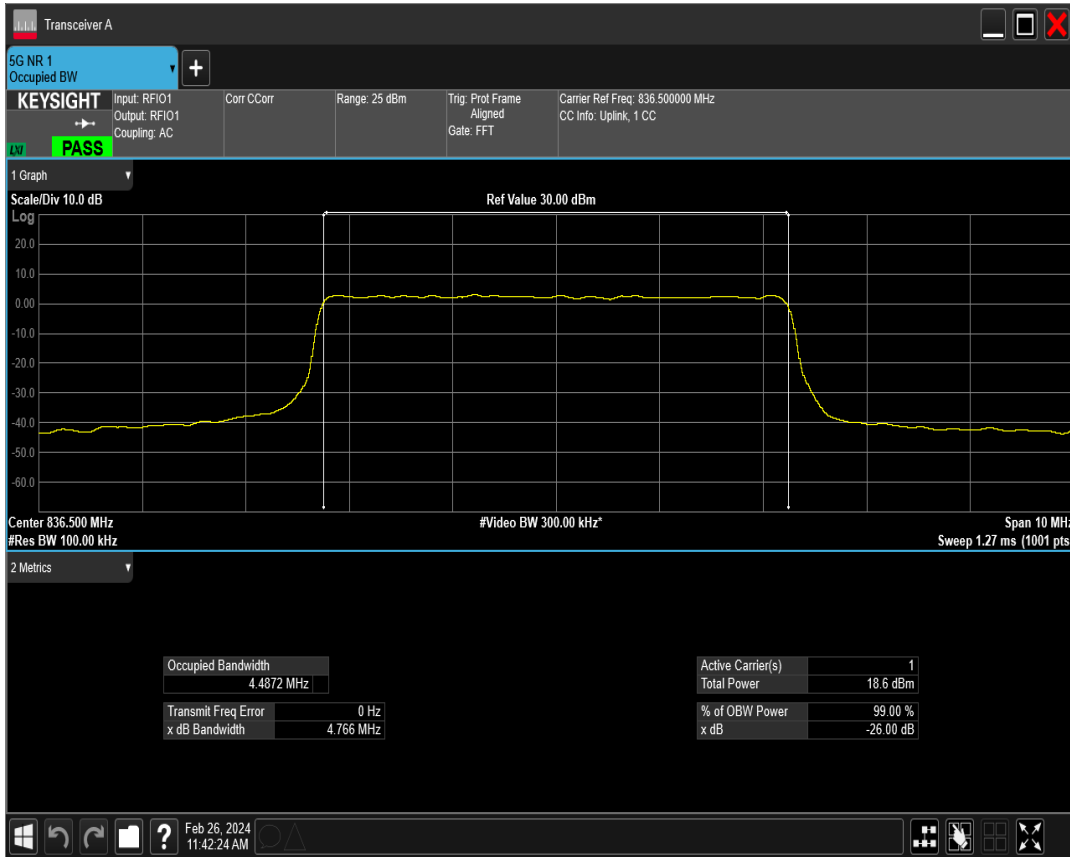 Transceiver A
5G NR 1
Occupied BW
KEYSIGHT
LXI
PASS
Input: RFIO1
Output: RFIO1
Coupling: AC
Corr CCorr
Range: 25 dBm
Trig: Prot Frame
Aligned
Gate: FFT
Carrier Ref Freq: 836.500000 MHz
CC Info: Uplink, 1 CC
1 Graph
Scale/Div 10.0 dB
Ref Value 30.00 dBm
Log
20.0
10.0
0.00
-10.0
-20.0
-30.0
-40.0
-50.0
-60.0
Center 836.500 MHz
#Video BW 300.00 kHz*
Span 10 MHz
#Res BW 100.00 kHz
Sweep 1.27 ms (1001 pts
2 Metrics
Occupied Bandwidth
4.4872 MHz
Transmit Freq Error 0 Hz
x dB Bandwidth 4.766 MHz
Active Carrier(s) 1
Total Power 18.6 dBm
% of OBW Power 99.00 %
x dB -26.00 dB
?
Feb 26, 2024
11:42:24 AM